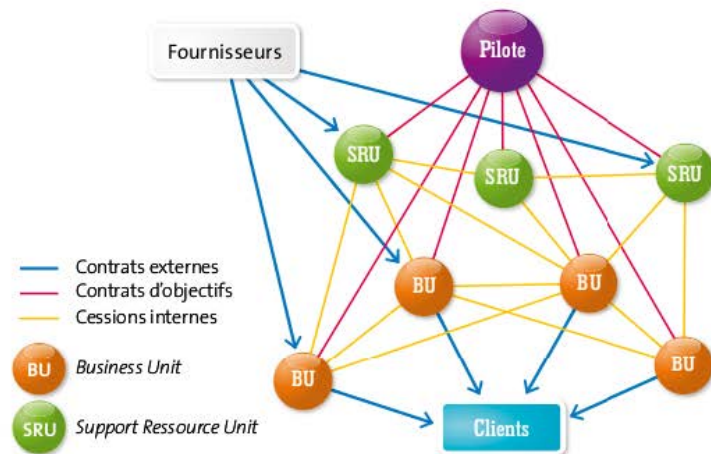 Fournisseurs
Pilote
SRU
SRU
SRU
Contrats externes
Contrats d'objectifs
Cessions internes
BU
BU
BU Business Unit
BU
BU
SRU Support Ressource Unit
Clients